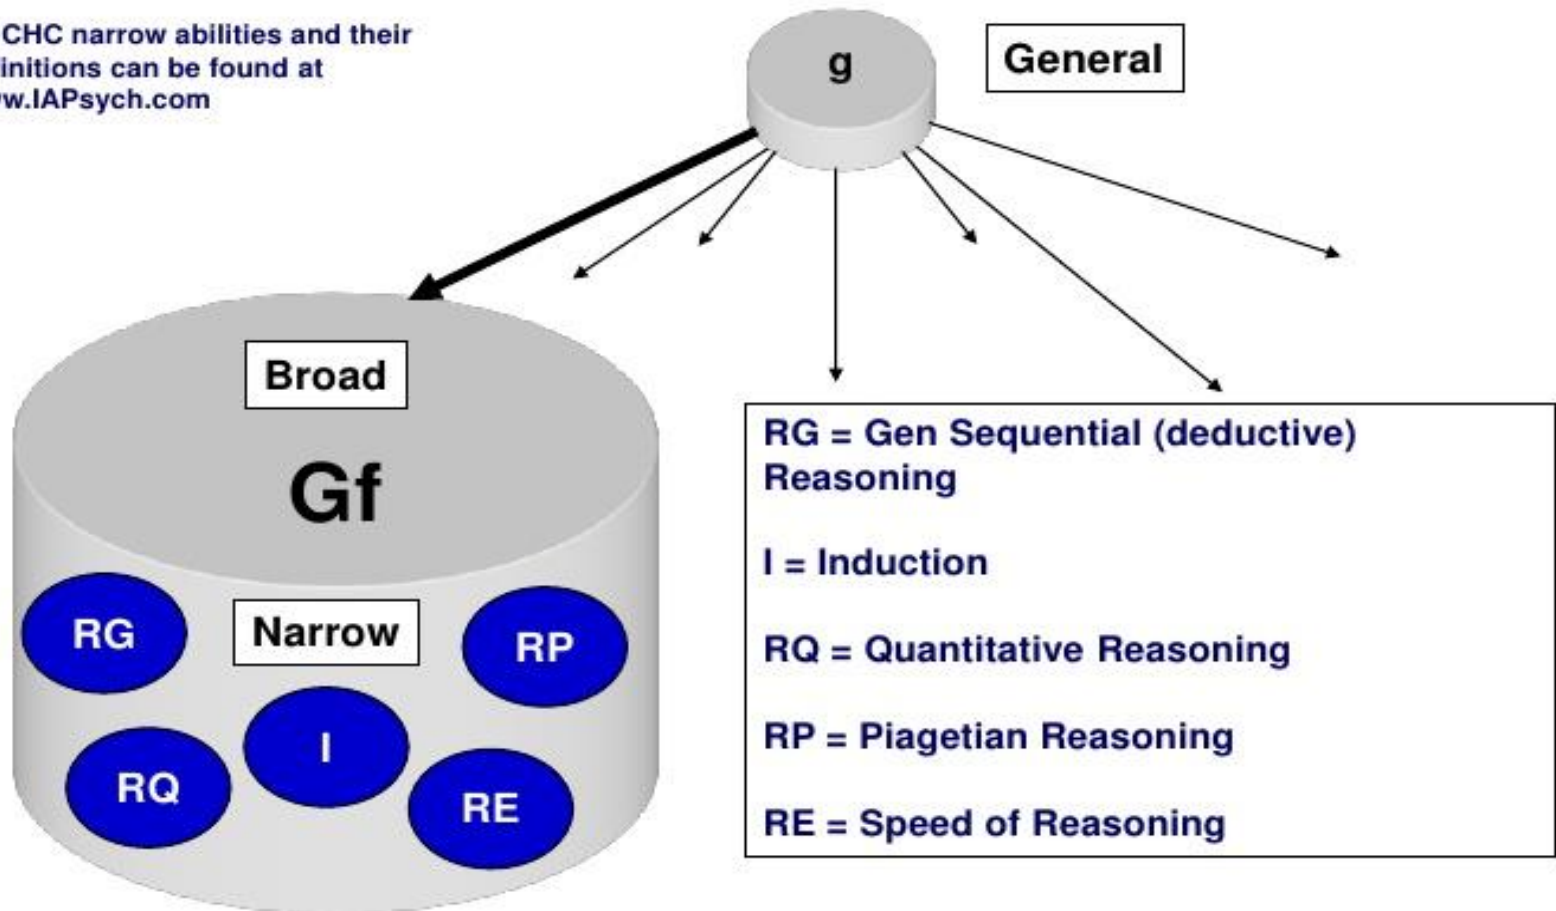 CHC narrow abilities and their
initions can be found at
w.IAPsych.com
g
General
Broad
Gf
RG
Narrow
RP
I
RQ
RE
RG = Gen Sequential (deductive)
Reasoning
I = Induction
RQ = Quantitative Reasoning
RP = Piagetian Reasoning
RE = Speed of Reasoning